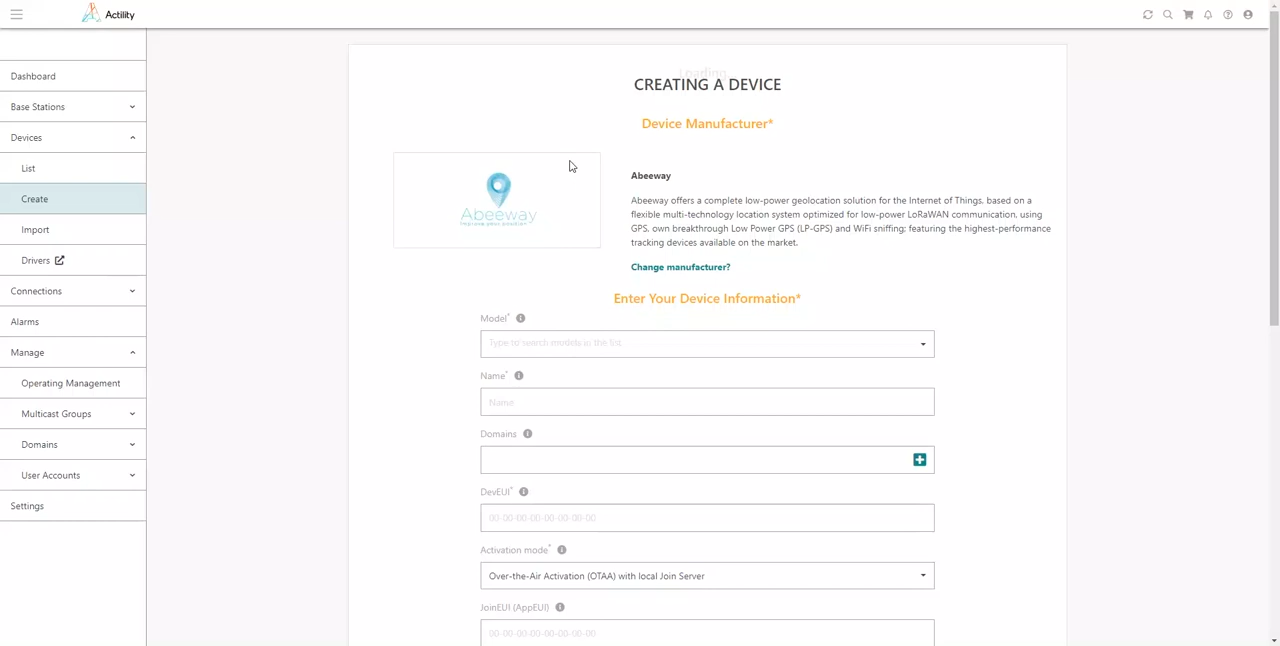 Actility
Dashboard
Base Stations
Devices
List
Create
Import
Drivers
Connections
Alarms
Manage
Operating Management
Multicast Groups
Domains
User Accounts
Settings
Loading
CREATING A DEVICE
Device Manufacturer*
Abeeway
Improve your position
Abeeway
Abeeway offers a complete low-power geolocation solution for the Internet of Things, based on a
flexible multi-technology location system optimized for low-power LoRaWAN communication, using
GPS, own breakthrough Low Power GPS (LP-GPS) and WiFi sniffing; featuring the highest-performance
tracking devices available on the market.
Change manufacturer?
Enter Your Device Information*
Model*
Type to search models in the list
Name*
Name
Domains
DevEUI*
00-00-00-00-00-00-00-00
Activation mode*
Over-the-Air Activation (OTAA) with local Join Server
JoinEUI (AppEUI)
00-00-00-00-00-00-00-00